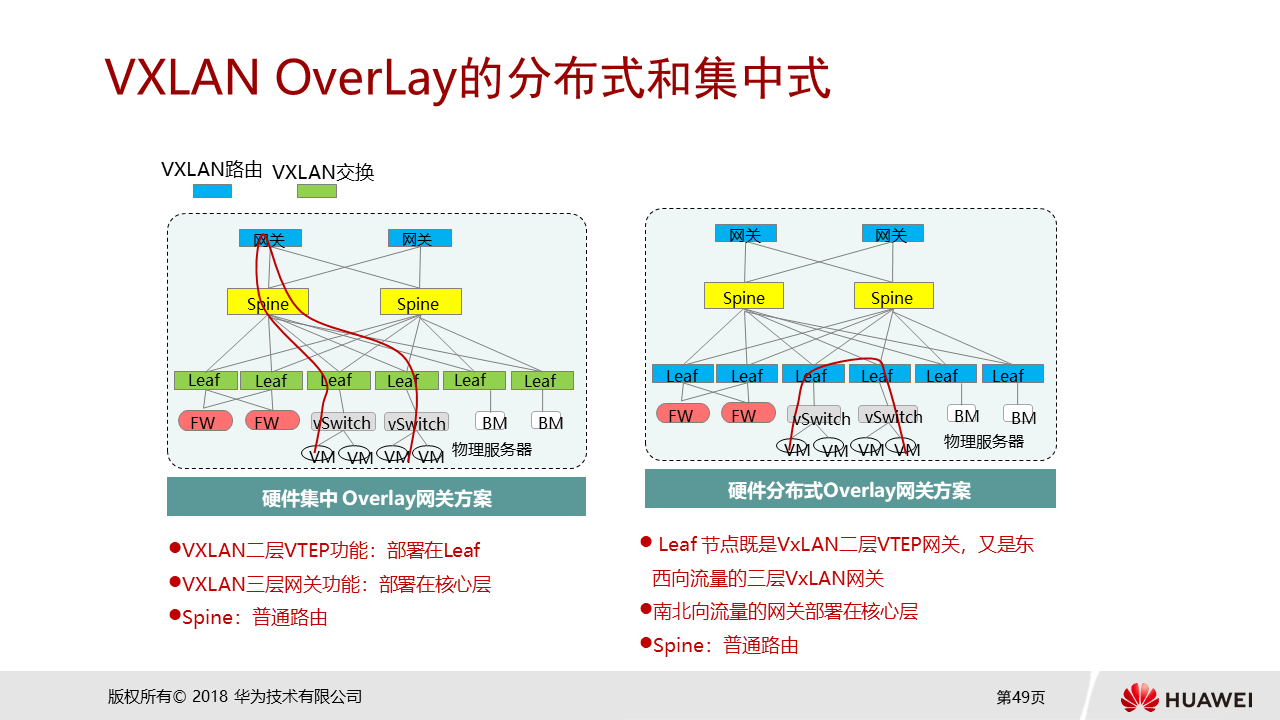 VXLAN OverLay的分布式和集中式
VXLAN路由 VXLAN交换
网关 网关
Spine Spine
Leaf Leaf Leaf Leaf Leaf Leaf
FW FW vSwitch vSwitch BM BM
VM VM VM VM 物理服务器
硬件集中 Overlay网关方案
●VXLAN二层VTEP功能：部署在Leaf
●VXLAN三层网关功能：部署在核心层
●Spine：普通路由
网关 网关
Spine Spine
Leaf Leaf Leaf Leaf Leaf Leaf
FW FW vSwitch vSwitch BM BM
VM VM VM VM 物理服务器
硬件分布式Overlay网关方案
● Leaf 节点既是VxLAN二层VTEP网关，又是东
西向流量的三层VxLAN网关
●南北向流量的网关部署在核心层
●Spine：普通路由
版权所有© 2018 华为技术有限公司
第49页
HUAWEI